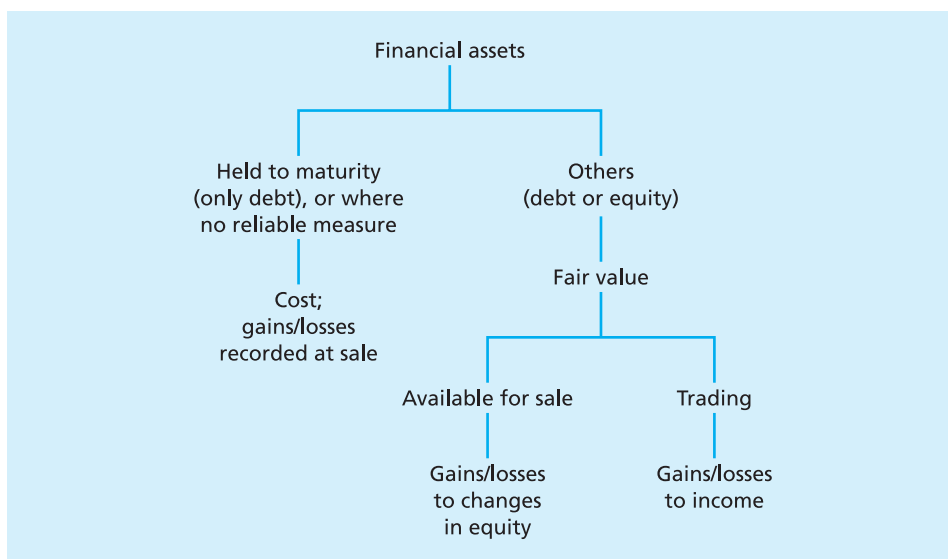 Financial assets
Held to maturity
(only debt), or where
no reliable measure
Others
(debt or equity)
Fair value
Cost;
gains/losses
recorded at sale
Available for sale
Trading
Gains/losses
to changes
in equity
Gains/losses
to income